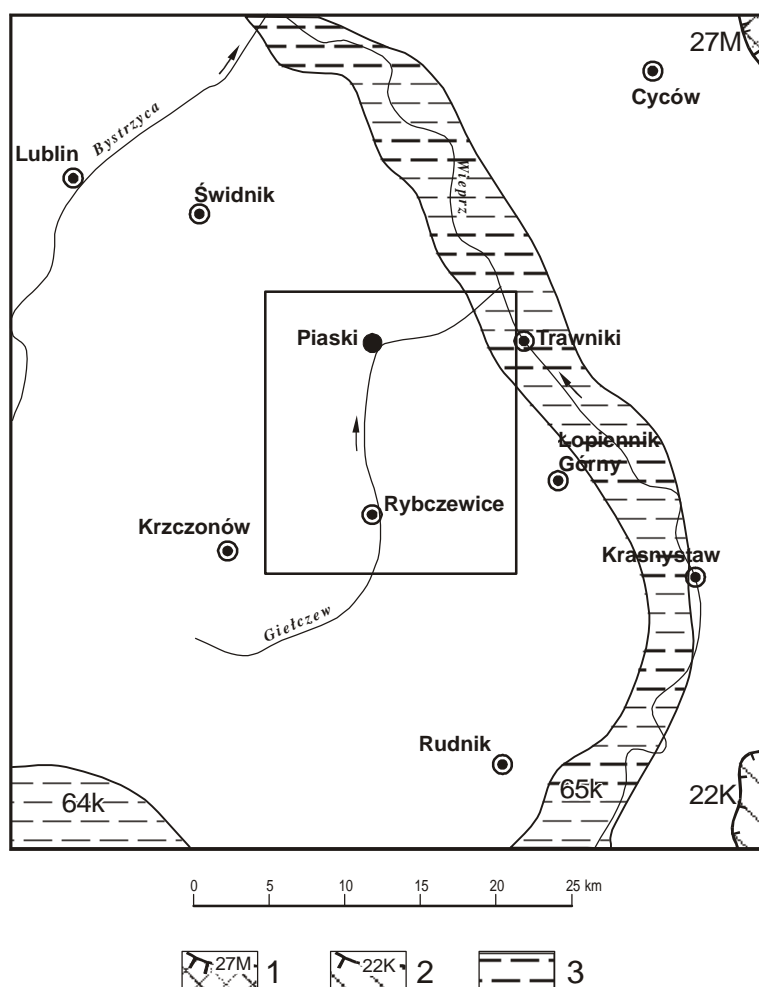 27M
Cyców
Bystrzyca
Lublin
Świdnik
Wieprz
Piaski
Trawniki
Łopiennik
Górny
Rybczewice
Krzczonów
Krasnystaw
Giełczew
Rudnik
64k
65k
22K
0 5 10 15 20 25 km
27M 1 22K 2 3